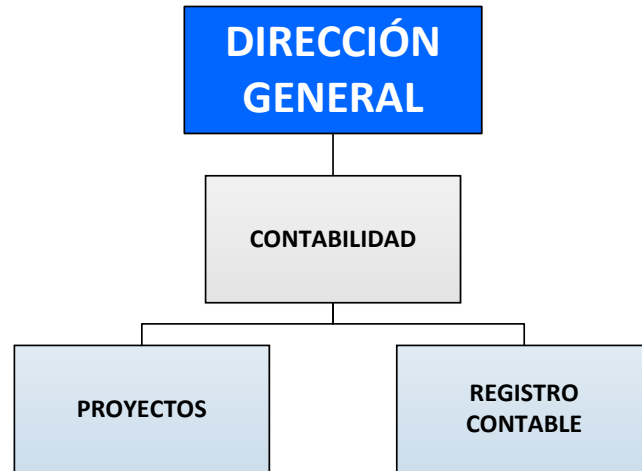 DIRECCIÓN
GENERAL
CONTABILIDAD
PROYECTOS
REGISTRO
CONTABLE